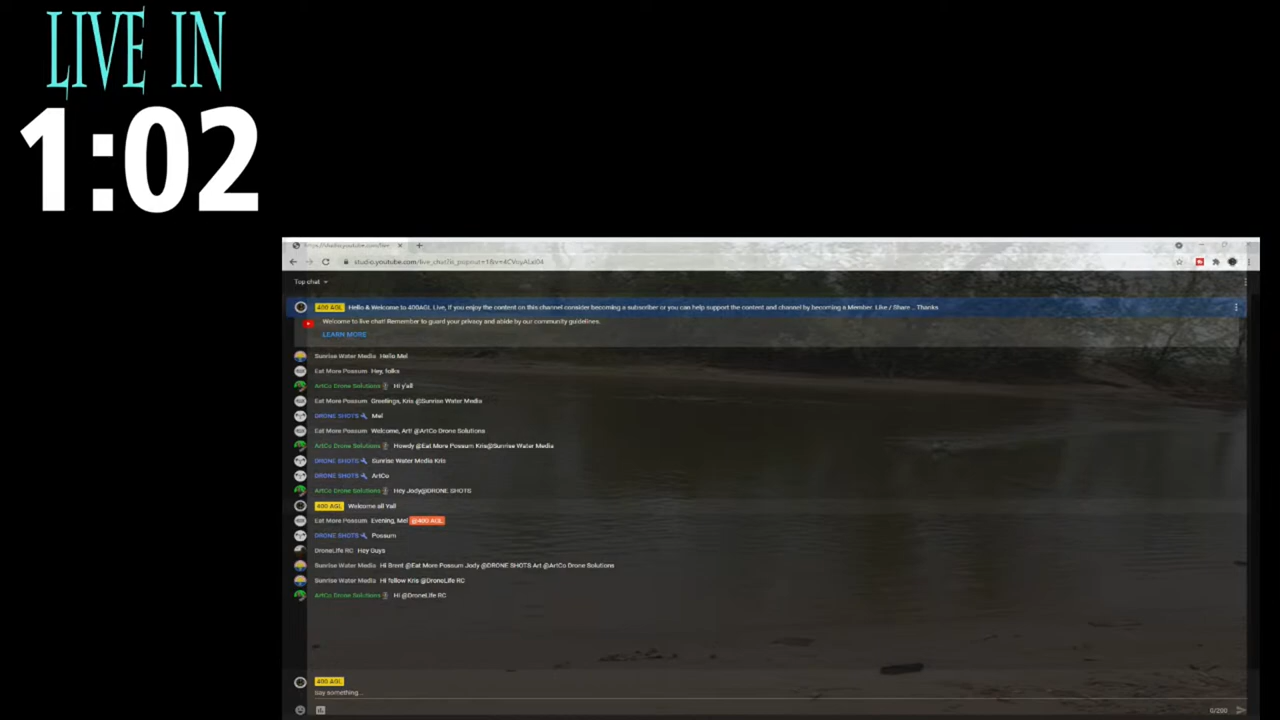 LIVE IN
1:02
studio.youtube.com/live_chat?is_popout=1&v=4CVvyALel04
Top chat
400 AGL Hello & Welcome to 400AGL Live, If you enjoy the content on this channel consider becoming a subscriber or you can help support the content and channel by becoming a Member. Like / Share .. Thanks
Welcome to live chat! Remember to guard your privacy and abide by our community guidelines.
LEARN MORE
Sunrise Water Media Hello Mel
Eat More Possum Hey, folks
ArtCo Drone Solutions Hi y'all
Eat More Possum Greetings, Kris @Sunrise Water Media
DRONE SHOTS Mel
Eat More Possum Welcome, Art! @ArtCo Drone Solutions
ArtCo Drone Solutions Howdy @Eat More Possum Kris@Sunrise Water Media
DRONE SHOTS Sunrise Water Media Kris
DRONE SHOTS ArtCo
ArtCo Drone Solutions Hey Jody@DRONE SHOTS
400 AGL Welcome all Yall
Eat More Possum Evening, Mel @400 AGL
DRONE SHOTS Possum
DroneLife RC Hey Guys
Sunrise Water Media Hi Brent @Eat More Possum Jody @DRONE SHOTS Art @ArtCo Drone Solutions
Sunrise Water Media Hi fellow Kris @DroneLife RC
ArtCo Drone Solutions Hi @DroneLife RC
400 AGL
Say something...
0/200